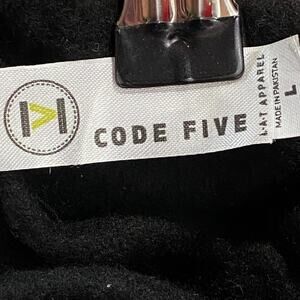 CODE FIVE
L·A·T APPAREL
MADE IN PAKISTAN
L